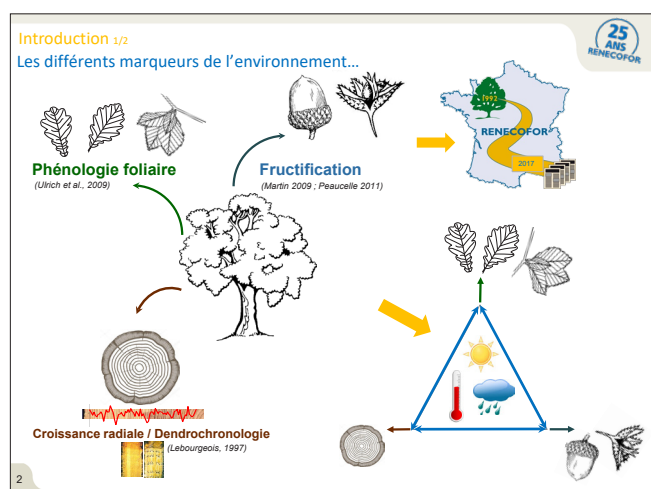 Introduction 1/2
Les différents marqueurs de l'environnement…
25
ANS
RENECOFOR
Phénologie foliaire
(Ulrich et al., 2009)
Fructification
(Martin 2009 ; Peaucelle 2011)
1992
RENECOFOR
2017
Croissance radiale / Dendrochronologie
(Lebourgeois, 1997)
2